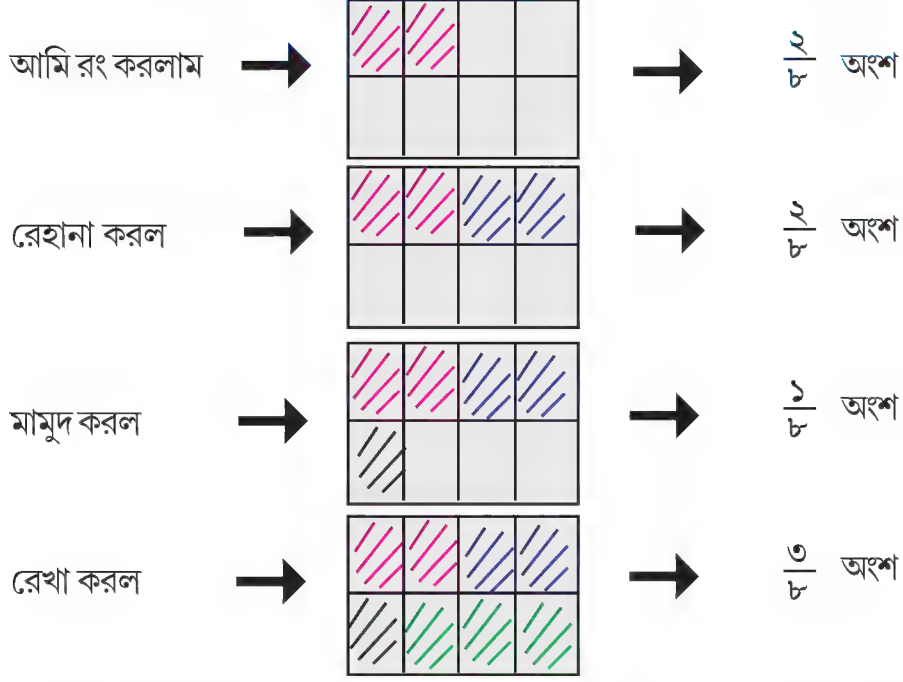 আমি রং করলাম ২/৮ অংশ
রেহানা করল ২/৮ অংশ
মামুদ করল ১/৮ অংশ
রেখা করল ৩/৮ অংশ